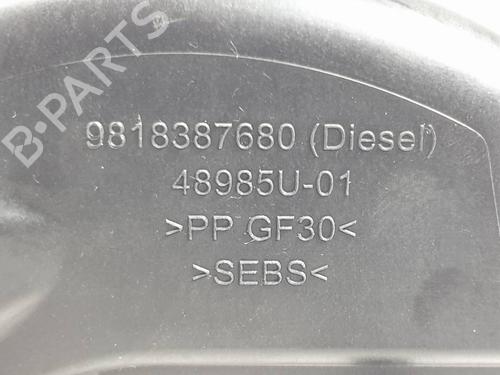 B-PARTS
9818387680 (Diesel)
48985U-01
>PP GF30<
>SEBS<